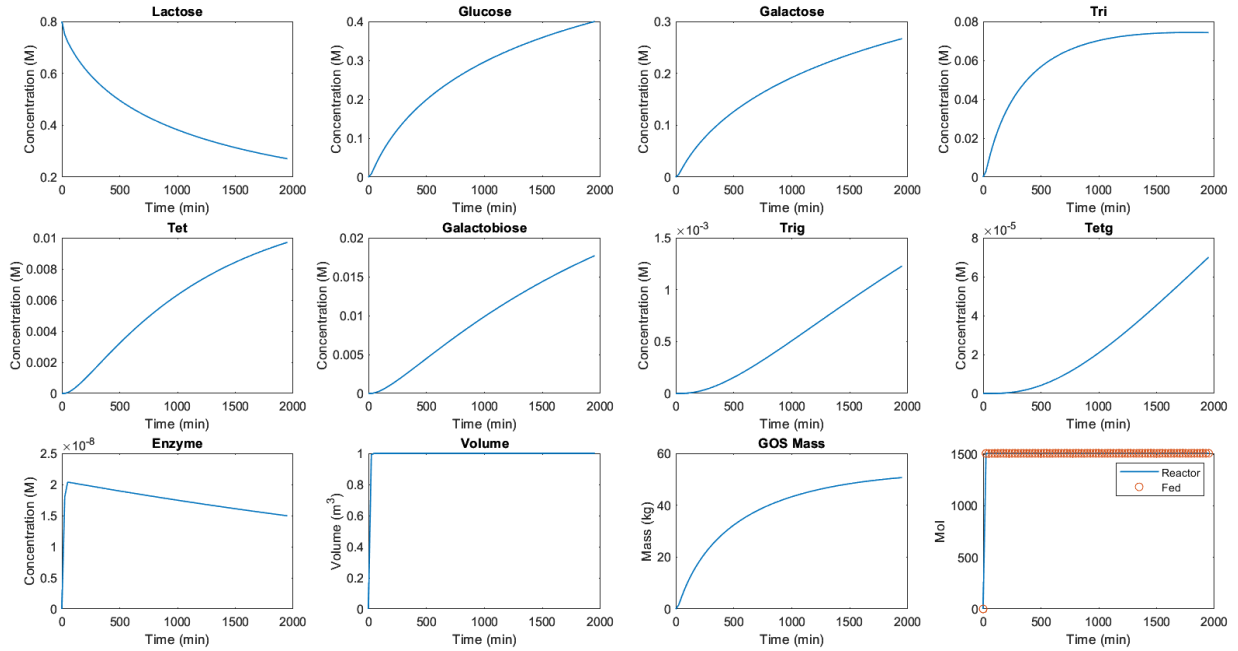 Lactose
0.8
0.6
0.4
0.2
Concentration (M)
0 500 1000 1500 2000
Time (min)
Glucose
0.4
0.3
0.2
0.1
0
Concentration (M)
0 500 1000 1500 2000
Time (min)
Galactose
0.3
0.2
0.1
0
Concentration (M)
0 500 1000 1500 2000
Time (min)
Tri
0.08
0.06
0.04
0.02
0
Concentration (M)
0 500 1000 1500 2000
Time (min)
Tet
0.01
0.008
0.006
0.004
0.002
0
Concentration (M)
0 500 1000 1500 2000
Time (min)
Galactobiose
0.02
0.015
0.01
0.005
0
Concentration (M)
0 500 1000 1500 2000
Time (min)
Trig
×10⁻³
1.5
1
0.5
0
Concentration (M)
0 500 1000 1500 2000
Time (min)
Tetg
×10⁻⁵
8
6
4
2
0
Concentration (M)
0 500 1000 1500 2000
Time (min)
Enzyme
×10⁻⁸
2.5
2
1.5
1
0.5
0
Concentration (M)
0 500 1000 1500 2000
Time (min)
Volume
1
0.8
0.6
0.4
0.2
0
Volume (m³)
0 500 1000 1500 2000
Time (min)
GOS Mass
60
40
20
0
Mass (kg)
0 500 1000 1500 2000
Time (min)
1500
1000
500
0
Mol
Reactor
Fed
0 500 1000 1500 2000
Time (min)